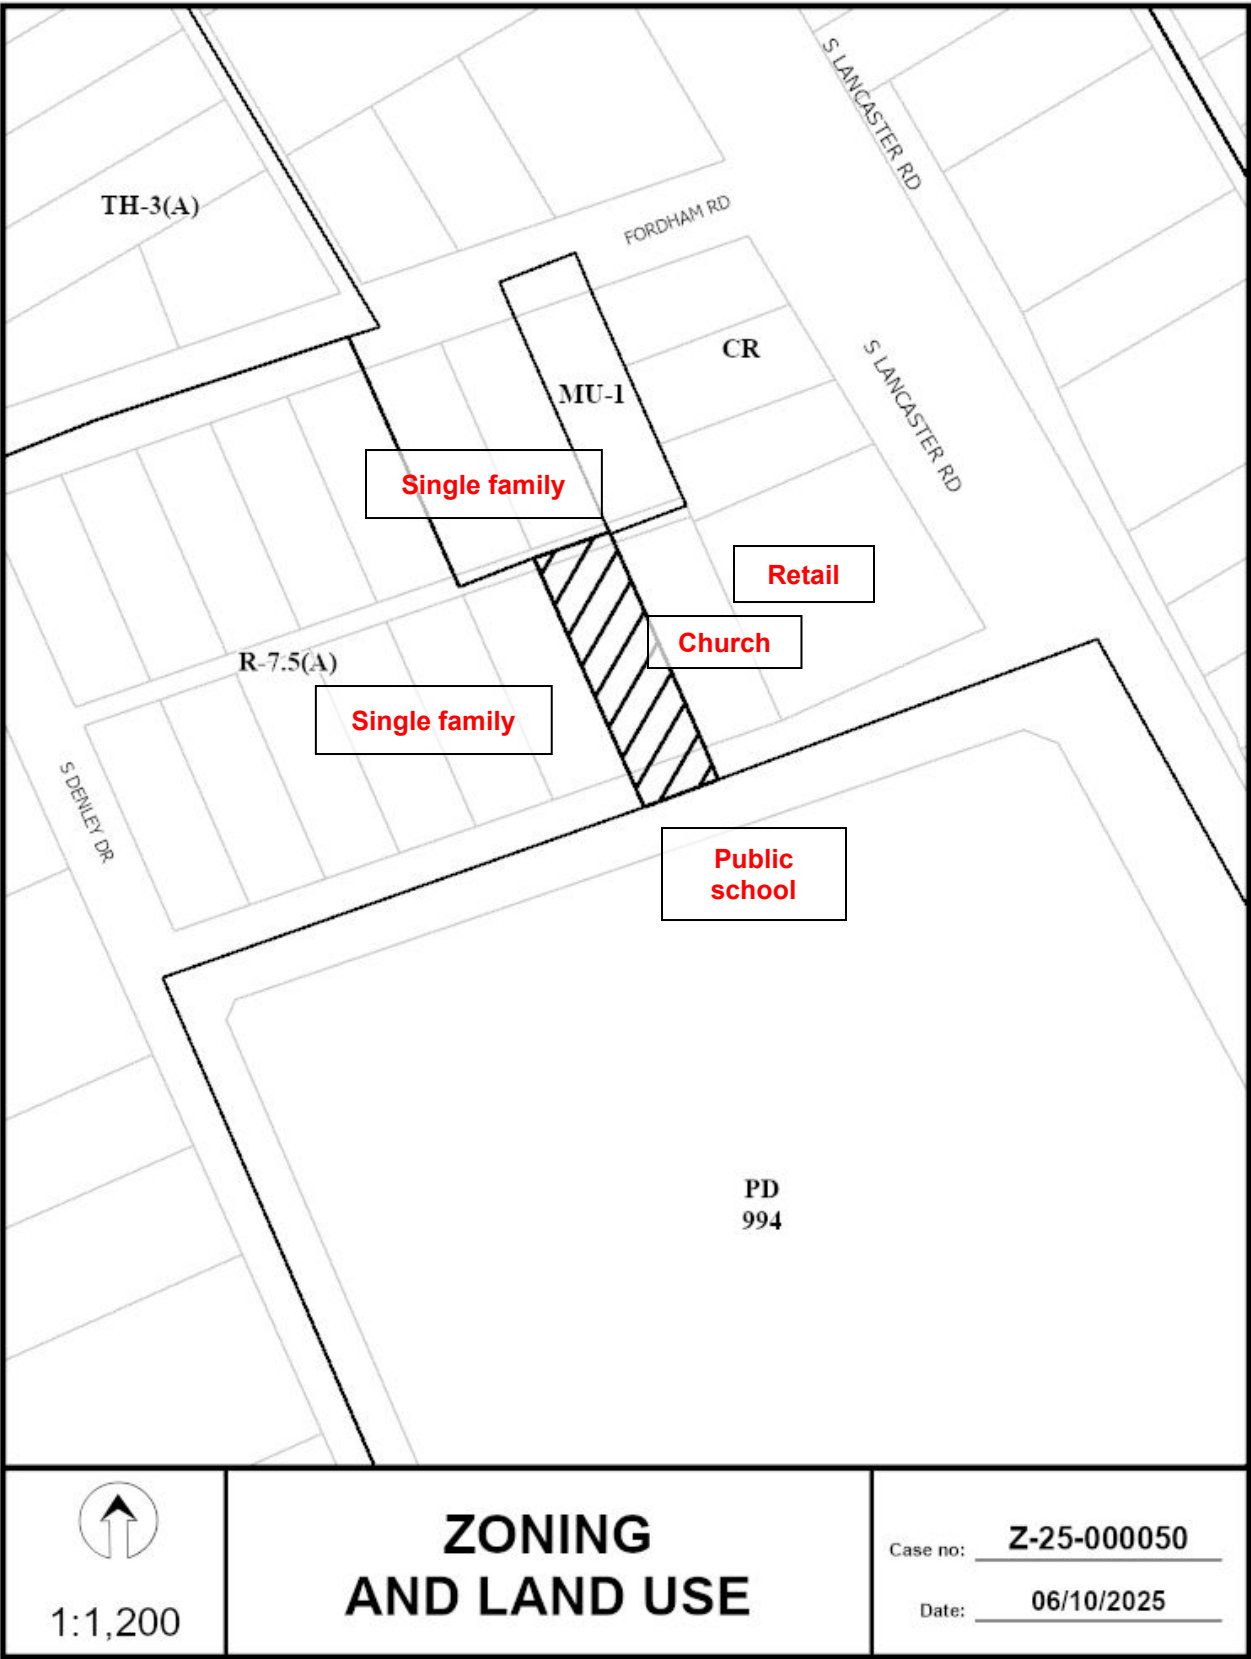 S LANCASTER RD
TH-3(A)
FORDHAM RD
CR
S LANCASTER RD
MU-1
Single family
Retail
Church
R-7.5(A)
Single family
S DENLEY DR
Public
school
PD
994
1:1,200
ZONING
AND LAND USE
Case no: Z-25-000050
Date: 06/10/2025